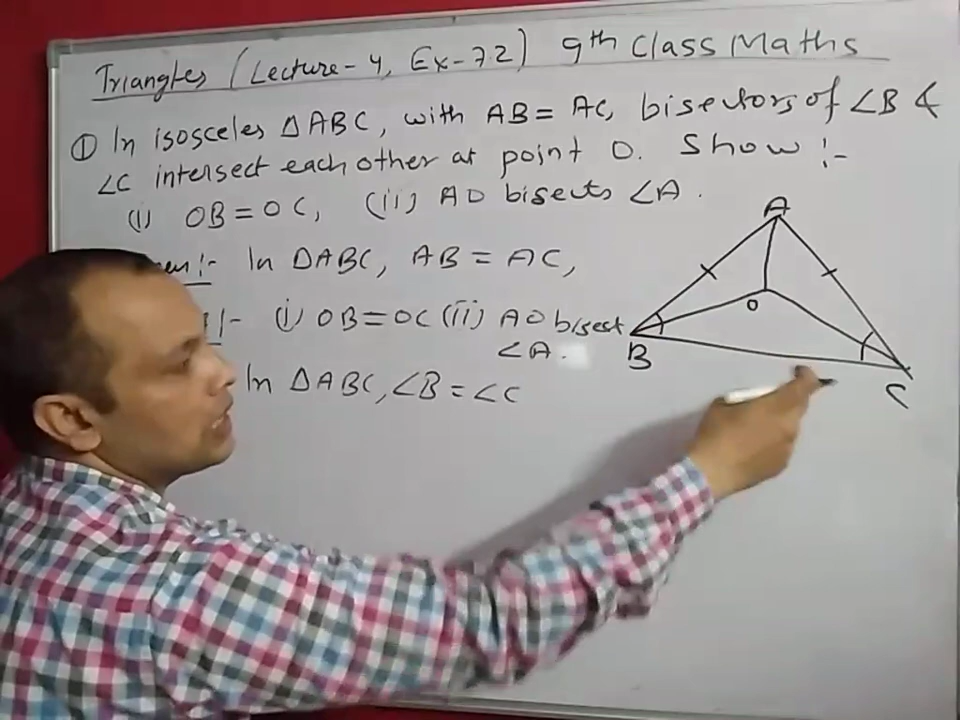 Triangles (Lecture-4, Ex-7.2) 9th Class Maths
① In isosceles △ABC, with AB = AC, bisectors of ∠B &
∠C intersect each other at point O. Show :-
(i) OB = OC, (ii) AO bisects ∠A.
In △ABC, AB = AC,
(i) OB = OC (ii) AO bisect
∠A.
In △ABC, ∠B = ∠C
A
O
B
C